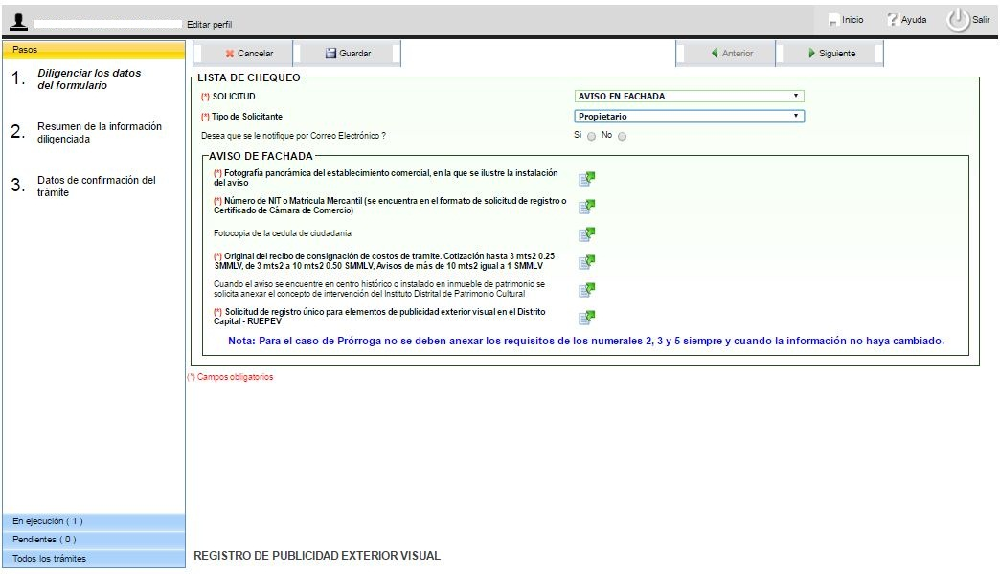 Editar perfil
Inicio
Ayuda
Salir
Pasos
1. Diligenciar los datos
del formulario
2. Resumen de la información
diligenciada
3. Datos de confirmación del
trámite
En ejecución ( 1 )
Pendientes ( 0 )
Todos los trámites
Cancelar
Guardar
Anterior
Siguiente
LISTA DE CHEQUEO
(*) SOLICITUD
AVISO EN FACHADA
(*) Tipo de Solicitante
Propietario
Desea que se le notifique por Correo Electrónico ?
Si No
AVISO DE FACHADA
(*) Fotografía panorámica del establecimiento comercial, en la que se ilustre la instalación
del aviso
(*) Número de NIT o Matricula Mercantil (se encuentra en el formato de solicitud de registro o
Certificado de Cámara de Comercio)
Fotocopia de la cedula de ciudadania
(*) Original del recibo de consignación de costos de tramite. Cotización hasta 3 mts2 0.25
SMMLV, de 3 mts2 a 10 mts2 0.50 SMMLV, Avisos de más de 10 mts2 igual a 1 SMMLV
Cuando el aviso se encuentre en centro histórico o instalado en inmueble de patrimonio se
solicita anexar el concepto de intervención del Instituto Distrital de Patrimonio Cultural
(*) Solicitud de registro único para elementos de publicidad exterior visual en el Distrito
Capital - RUEPEV
Nota: Para el caso de Prórroga no se deben anexar los requisitos de los numerales 2, 3 y 5 siempre y cuando la información no haya cambiado.
(*) Campos obligatorios
REGISTRO DE PUBLICIDAD EXTERIOR VISUAL